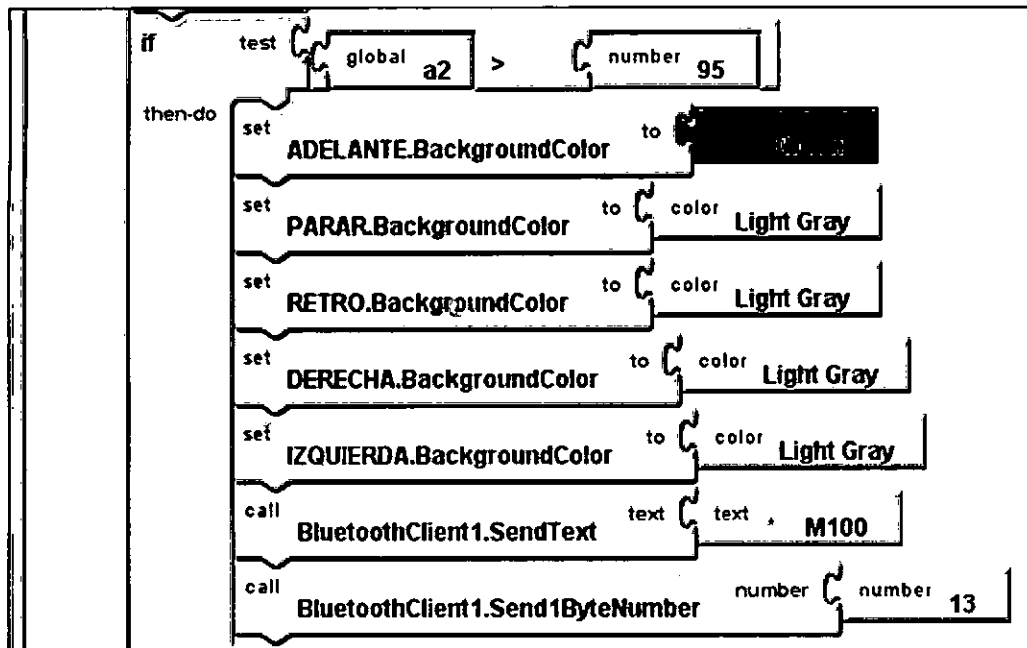 if test global a2 > number 95
then-do
set ADELANTE.BackgroundColor to
set PARAR.BackgroundColor to color Light Gray
set RETRO.BackgroundColor to color Light Gray
set DERECHA.BackgroundColor to color Light Gray
set IZQUIERDA.BackgroundColor to color Light Gray
call BluetoothClient1.SendText text text M100
call BluetoothClient1.Send1ByteNumber number number 13